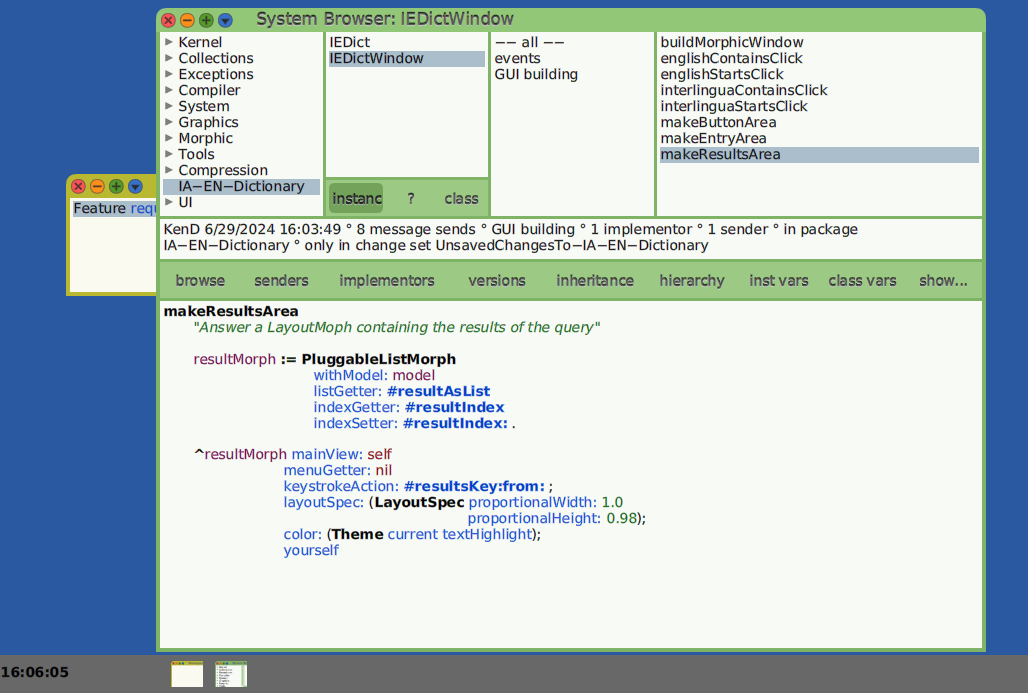 System Browser: IEDictWindow
Kernel
Collections
Exceptions
Compiler
System
Graphics
Morphic
Tools
Compression
IA−EN−Dictionary
UI
IEDict
IEDictWindow
instanc
?
class
−− all −−
events
GUI building
buildMorphicWindow
englishContainsClick
englishStartsClick
interlinguaContainsClick
interlinguaStartsClick
makeButtonArea
makeEntryArea
makeResultsArea
Feature requ
KenD 6/29/2024 16:03:49 ° 8 message sends ° GUI building ° 1 implementor ° 1 sender ° in package
IA−EN−Dictionary ° only in change set UnsavedChangesTo−IA−EN−Dictionary
browse senders implementors versions inheritance hierarchy inst vars class vars show...
makeResultsArea
"Answer a LayoutMoph containing the results of the query"
resultMorph := PluggableListMorph
withModel: model
listGetter: #resultAsList
indexGetter: #resultIndex
indexSetter: #resultIndex: .
^resultMorph mainView: self
menuGetter: nil
keystrokeAction: #resultsKey:from: ;
layoutSpec: (LayoutSpec proportionalWidth: 1.0
proportionalHeight: 0.98);
color: (Theme current textHighlight);
yourself
16:06:05